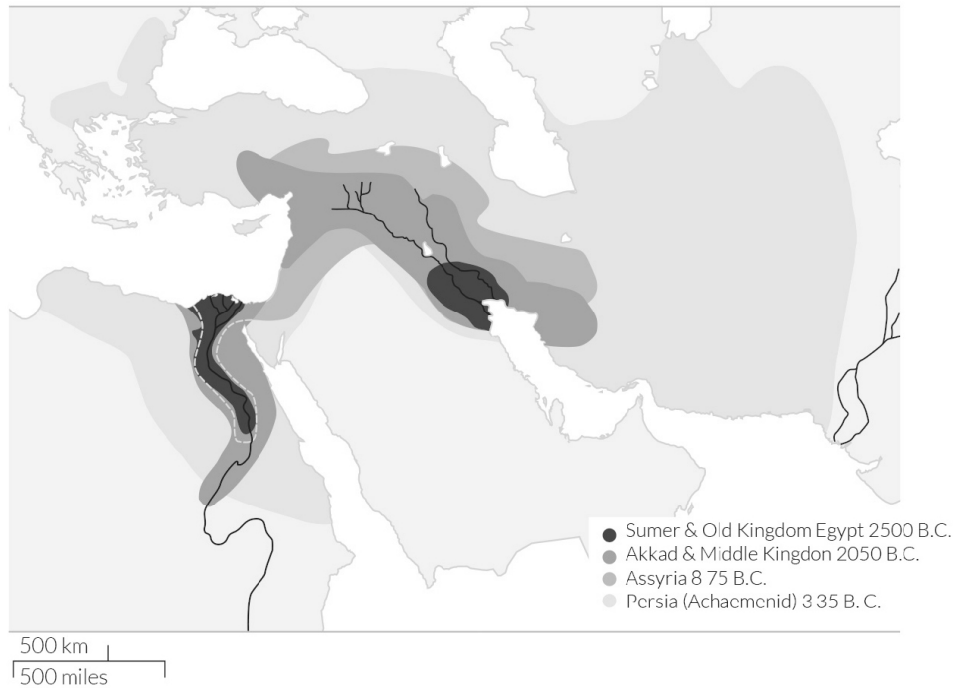 Sumer & Old Kingdom Egypt 2500 B.C.
Akkad & Middle Kingdon 2050 B.C.
Assyria 8 75 B.C.
Persia (Achaemenid) 3 35 B. C.
500 km
500 miles